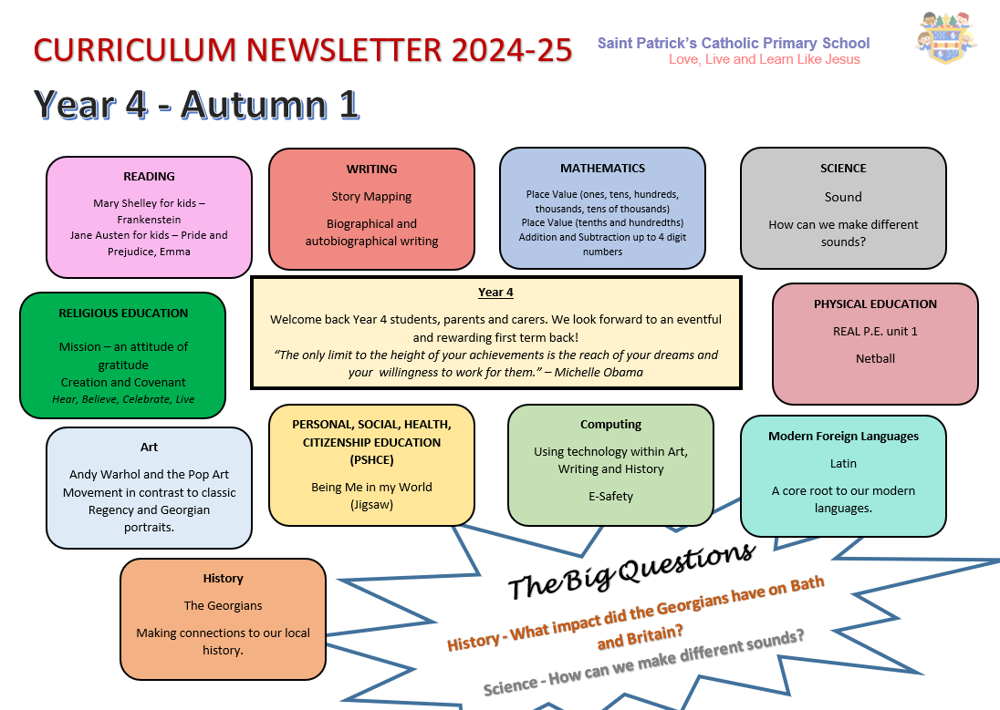 CURRICULUM NEWSLETTER 2024-25
Saint Patrick's Catholic Primary School
Love, Live and Learn Like Jesus
Year 4 - Autumn 1
READING
Mary Shelley for kids –
Frankenstein
Jane Austen for kids – Pride and
Prejudice, Emma
WRITING
Story Mapping
Biographical and
autobiographical writing
MATHEMATICS
Place Value (ones, tens, hundreds,
thousands, tens of thousands)
Place Value (tenths and hundredths)
Addition and Subtraction up to 4 digit
numbers
SCIENCE
Sound
How can we make different
sounds?
RELIGIOUS EDUCATION
Mission – an attitude of
gratitude
Creation and Covenant
Hear, Believe, Celebrate, Live
Year 4
Welcome back Year 4 students, parents and carers. We look forward to an eventful
and rewarding first term back!
“The only limit to the height of your achievements is the reach of your dreams and
your willingness to work for them.” – Michelle Obama
PHYSICAL EDUCATION
REAL P.E. unit 1
Netball
Art
Andy Warhol and the Pop Art
Movement in contrast to classic
Regency and Georgian
portraits.
PERSONAL, SOCIAL, HEALTH,
CITIZENSHIP EDUCATION
(PSHCE)
Being Me in my World
(Jigsaw)
Computing
Using technology within Art,
Writing and History
E-Safety
Modern Foreign Languages
Latin
A core root to our modern
languages.
History
The Georgians
Making connections to our local
history.
The Big Questions
History - What impact did the Georgians have on Bath
and Britain?
Science - How can we make different sounds?